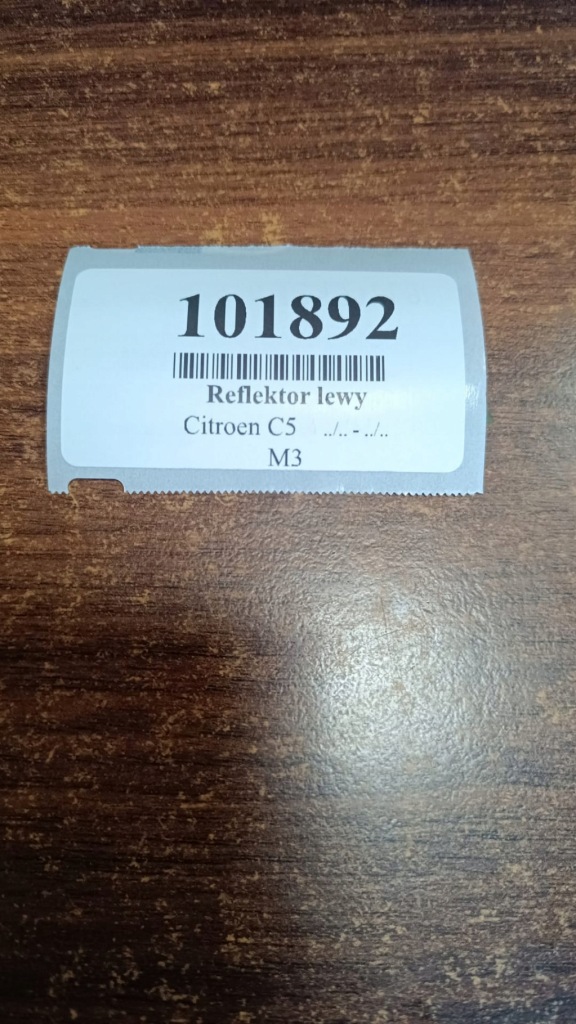 101892
Reflektor lewy
Citroen C5 ../.. - ../..
M3